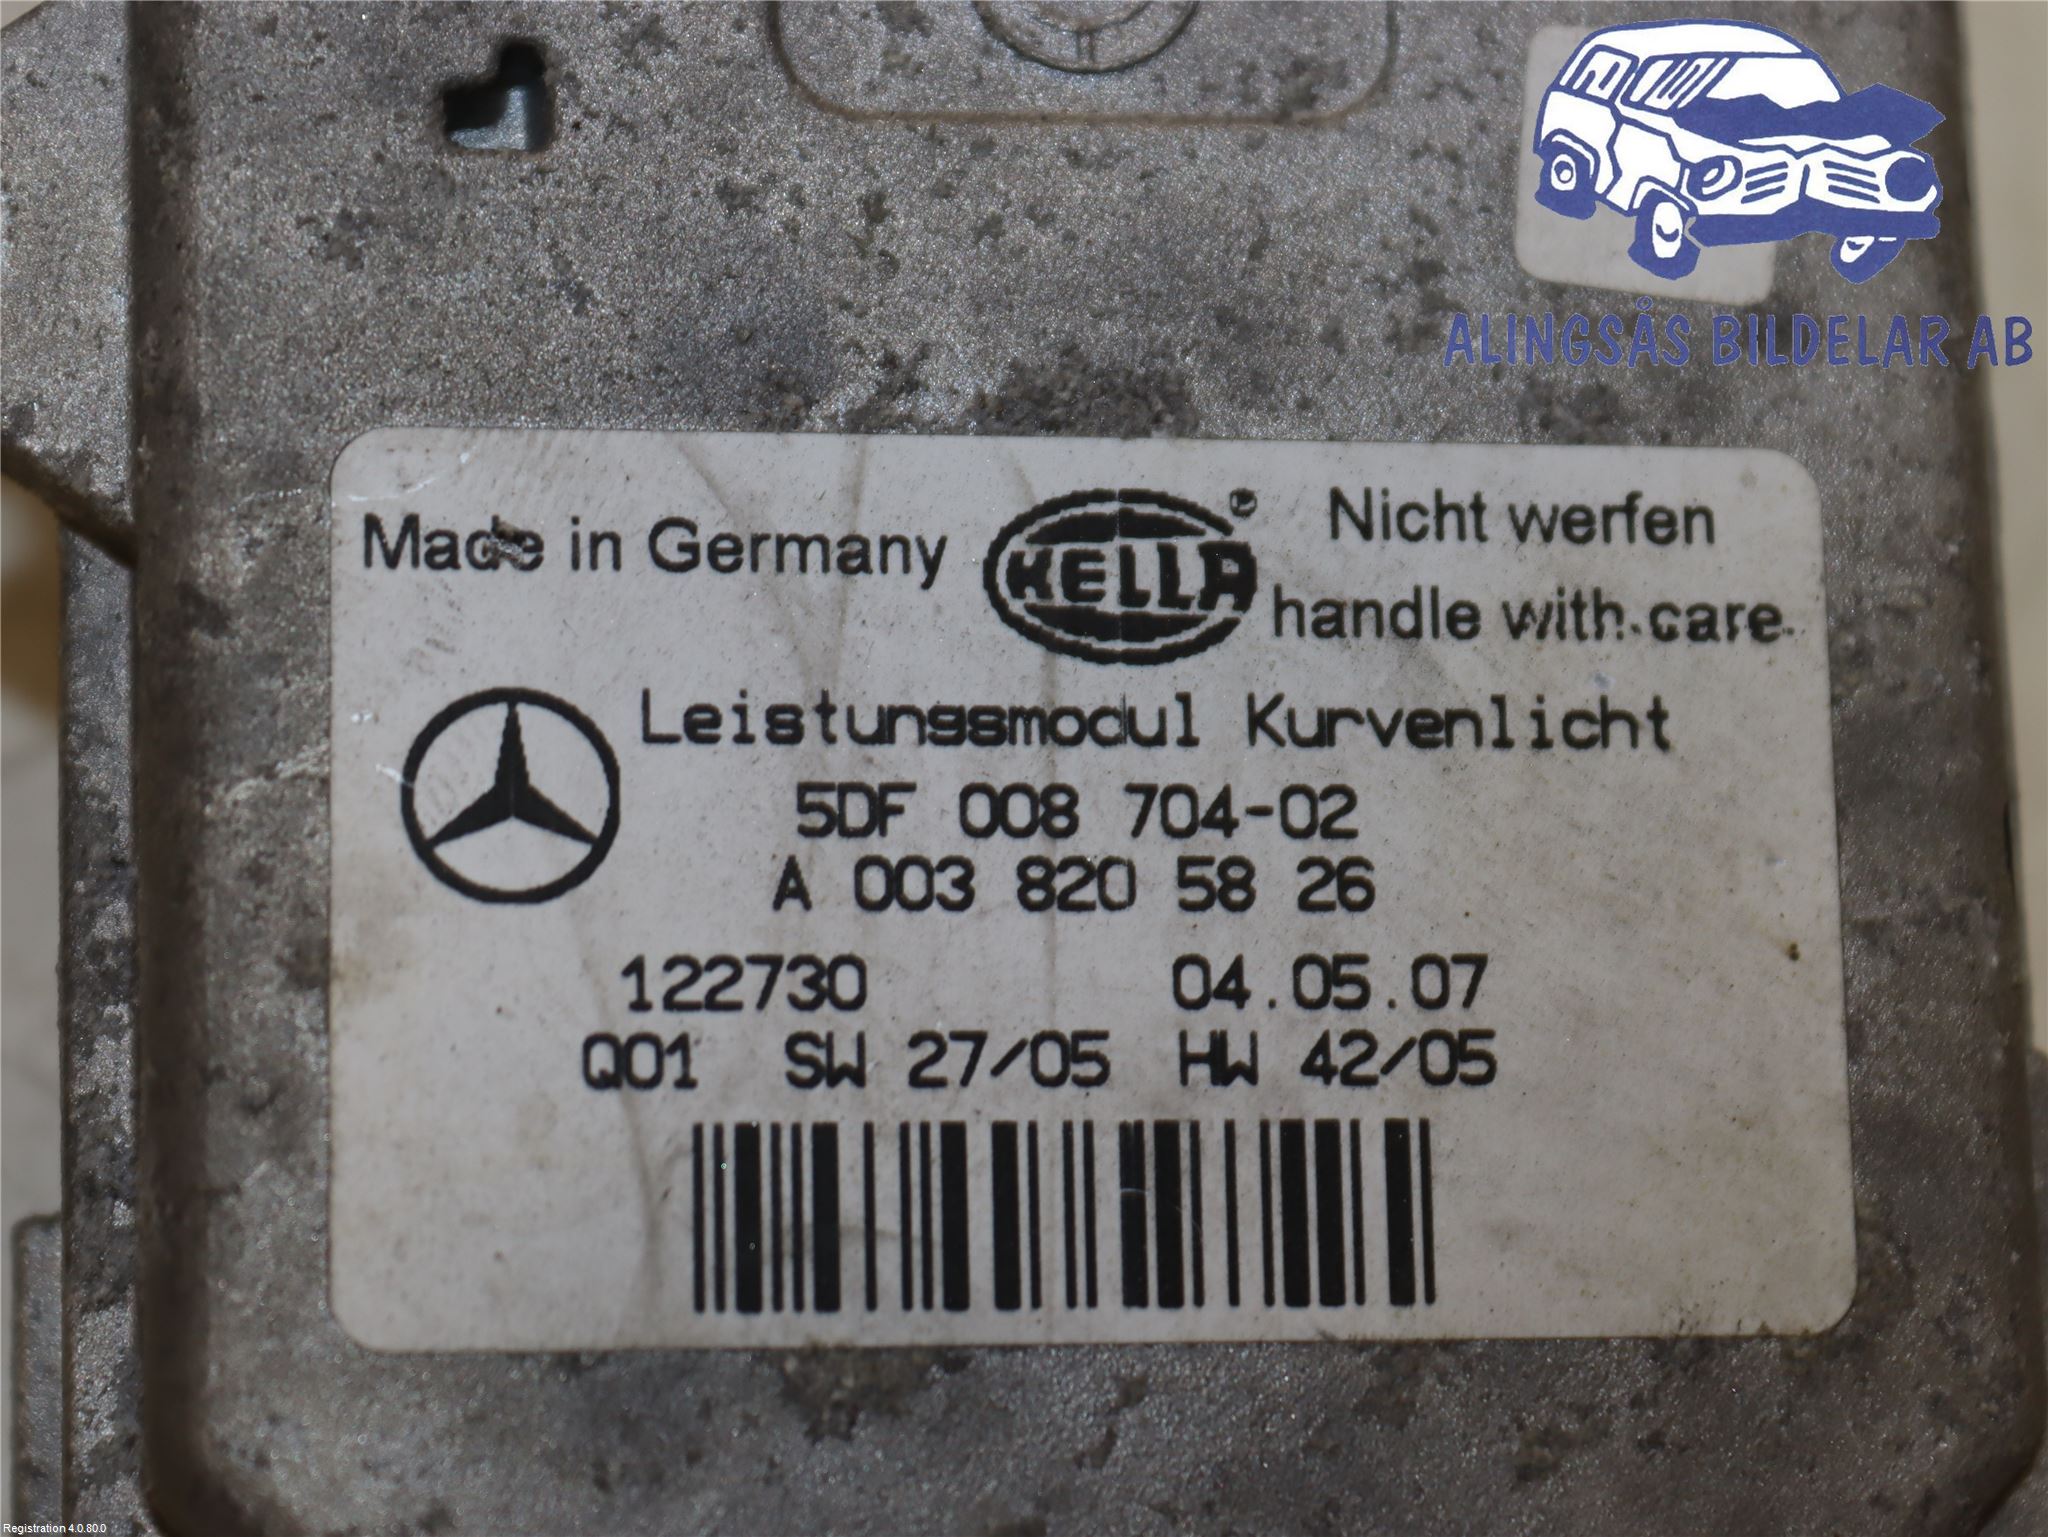 ALINGSÅS BILDELAR AB
Made in Germany
HELLA
®
Nicht werfen
handle with care
Leistungsmodul Kurvenlicht
5DF 008 704-02
A 003 820 58 26
122730 04.05.07
Q01 SW 27/05 HW 42/05
Registration 4.0.80.0